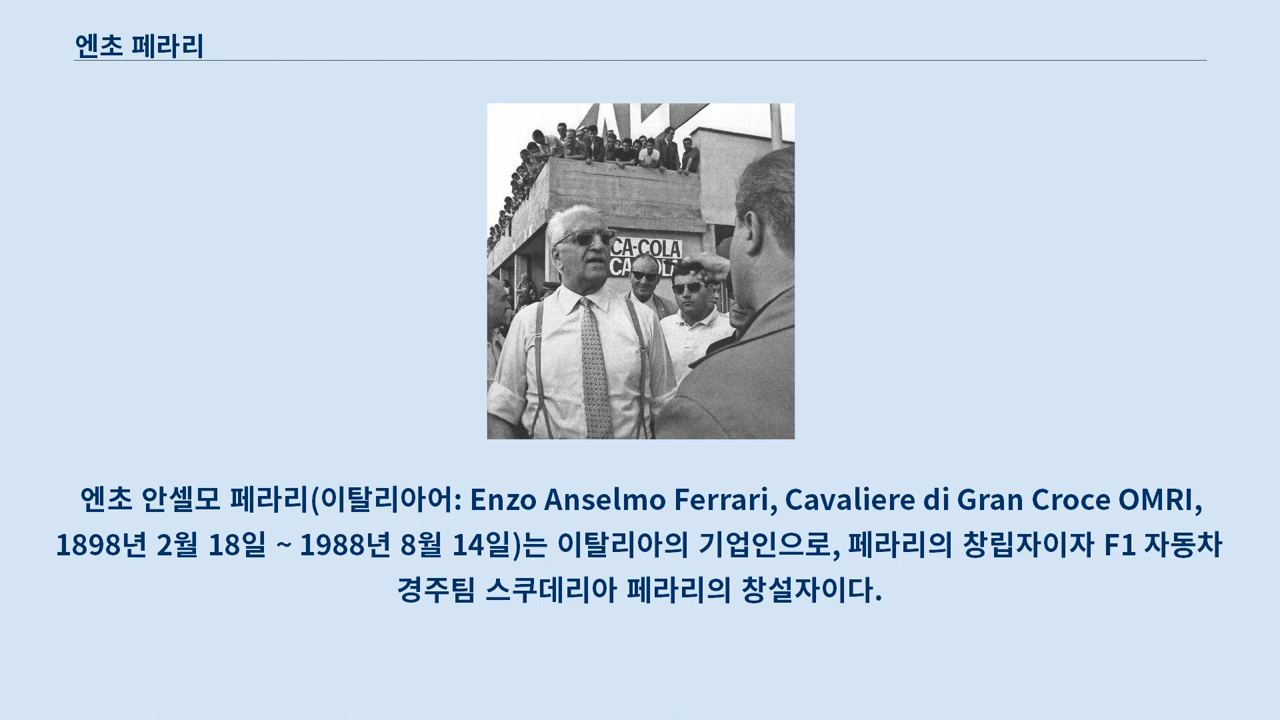 엔초 페라리
CA-COLA
CA
OLA
엔초 안셀모 페라리(이탈리아어: Enzo Anselmo Ferrari, Cavaliere di Gran Croce OMRI,
1898년 2월 18일 ~ 1988년 8월 14일)는 이탈리아의 기업인으로, 페라리의 창립자이자 F1 자동차
경주팀 스쿠데리아 페라리의 창설자이다.